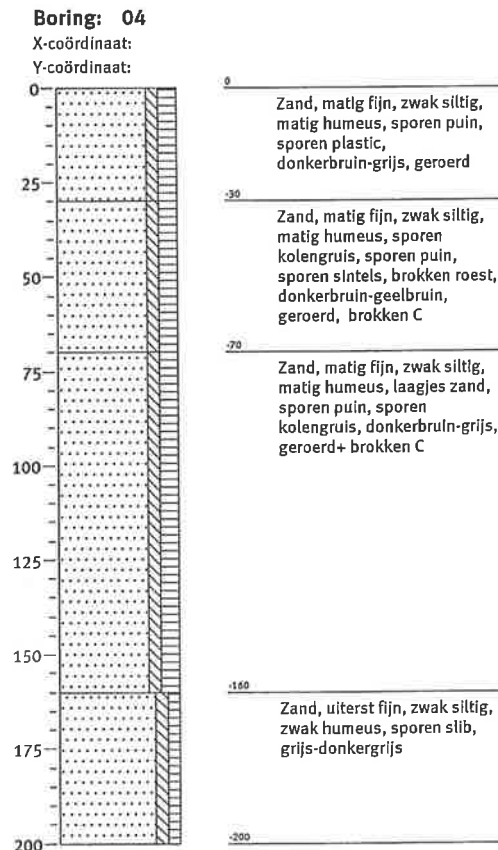 Boring: 04
X-coördinaat:
Y-coördinaat:
0
0
Zand, matig fijn, zwak siltig,
matig humeus, sporen puin,
sporen plastic,
donkerbruin-grijs, geroerd
25
-30
Zand, matig fijn, zwak siltig,
matig humeus, sporen
kolengruis, sporen puin,
sporen sintels, brokken roest,
donkerbruin-geelbruin,
geroerd, brokken C
50
-70
Zand, matig fijn, zwak siltig,
matig humeus, laagjes zand,
sporen puin, sporen
kolengruis, donkerbruin-grijs,
geroerd+ brokken C
75
100
125
150
-160
Zand, uiterst fijn, zwak siltig,
zwak humeus, sporen slib,
grijs-donkergrijs
175
200
-200